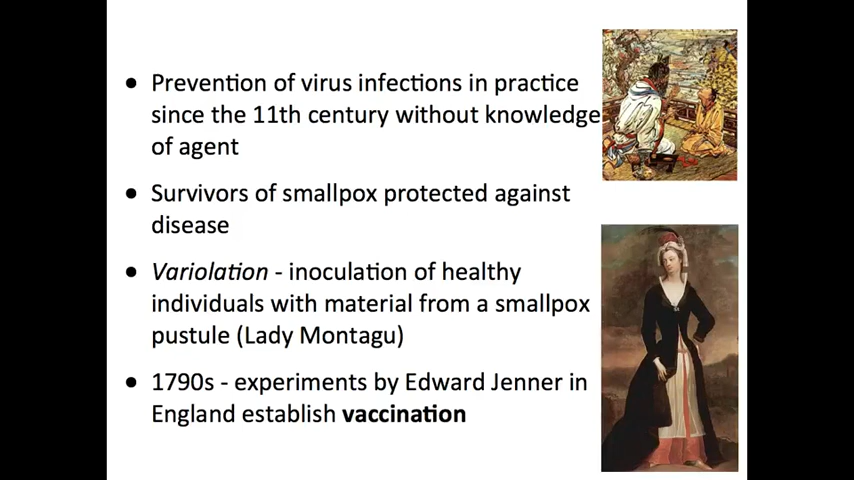 • Prevention of virus infections in practice
since the 11th century without knowledge
of agent
• Survivors of smallpox protected against
disease
• Variolation - inoculation of healthy
individuals with material from a smallpox
pustule (Lady Montagu)
• 1790s - experiments by Edward Jenner in
England establish vaccination